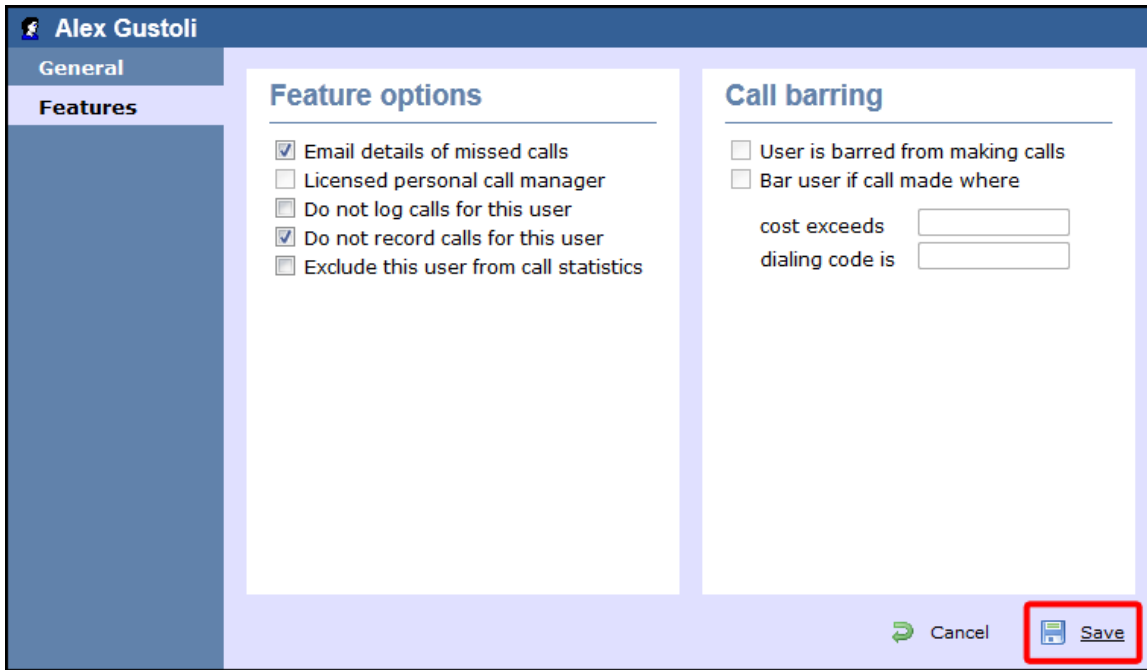 Alex Gustoli
General
Features
Feature options
Email details of missed calls
Licensed personal call manager
Do not log calls for this user
Do not record calls for this user
Exclude this user from call statistics
Call barring
User is barred from making calls
Bar user if call made where
cost exceeds
dialing code is
Cancel
Save